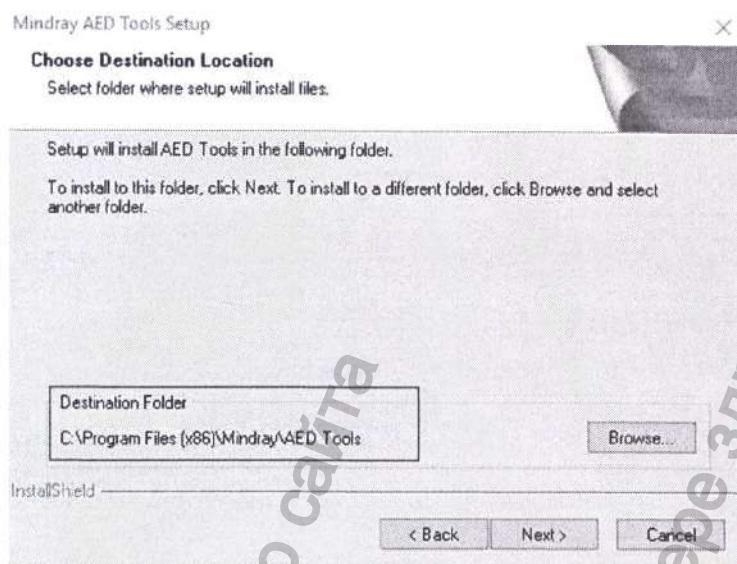 Mindray AED Tools Setup
Choose Destination Location
Select folder where setup will install files.
Setup will install AED Tools in the following folder.
To install to this folder, click Next. To install to a different folder, click Browse and select
another folder.
Destination Folder
C:\Program Files (x86)\Mindray\AED Tools
Browse...
InstallShield
< Back
Next >
Cancel
сайта